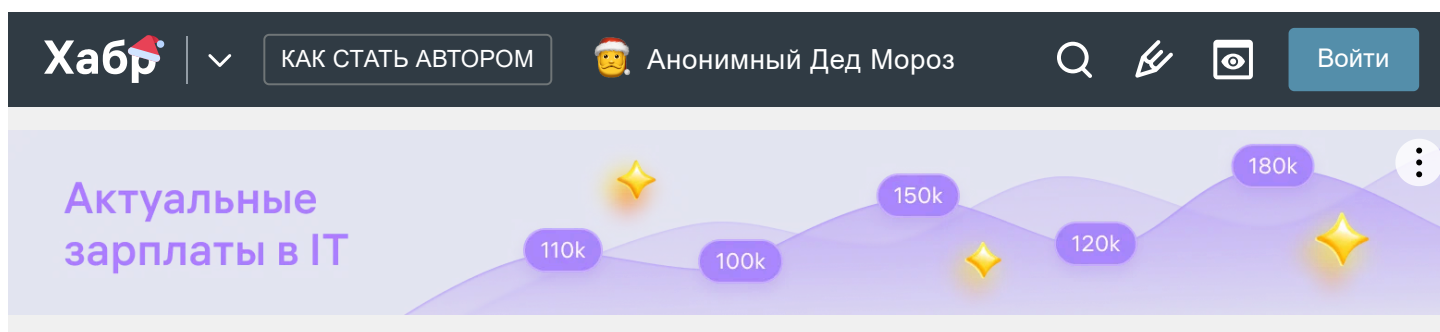 Хабр
КАК СТАТЬ АВТОРОМ
Анонимный Дед Мороз
Войти
Актуальные
зарплаты в IT
110k
100k
150k
120k
180k